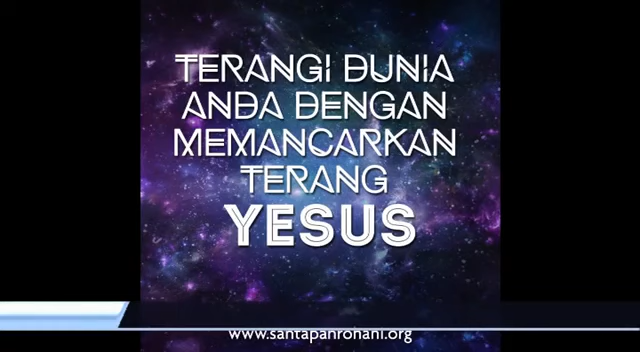 TERANGI DUNIA
ANDA DENGAN
MEMANCARKAN
TERANG
YESUS
www.santapanrohani.org